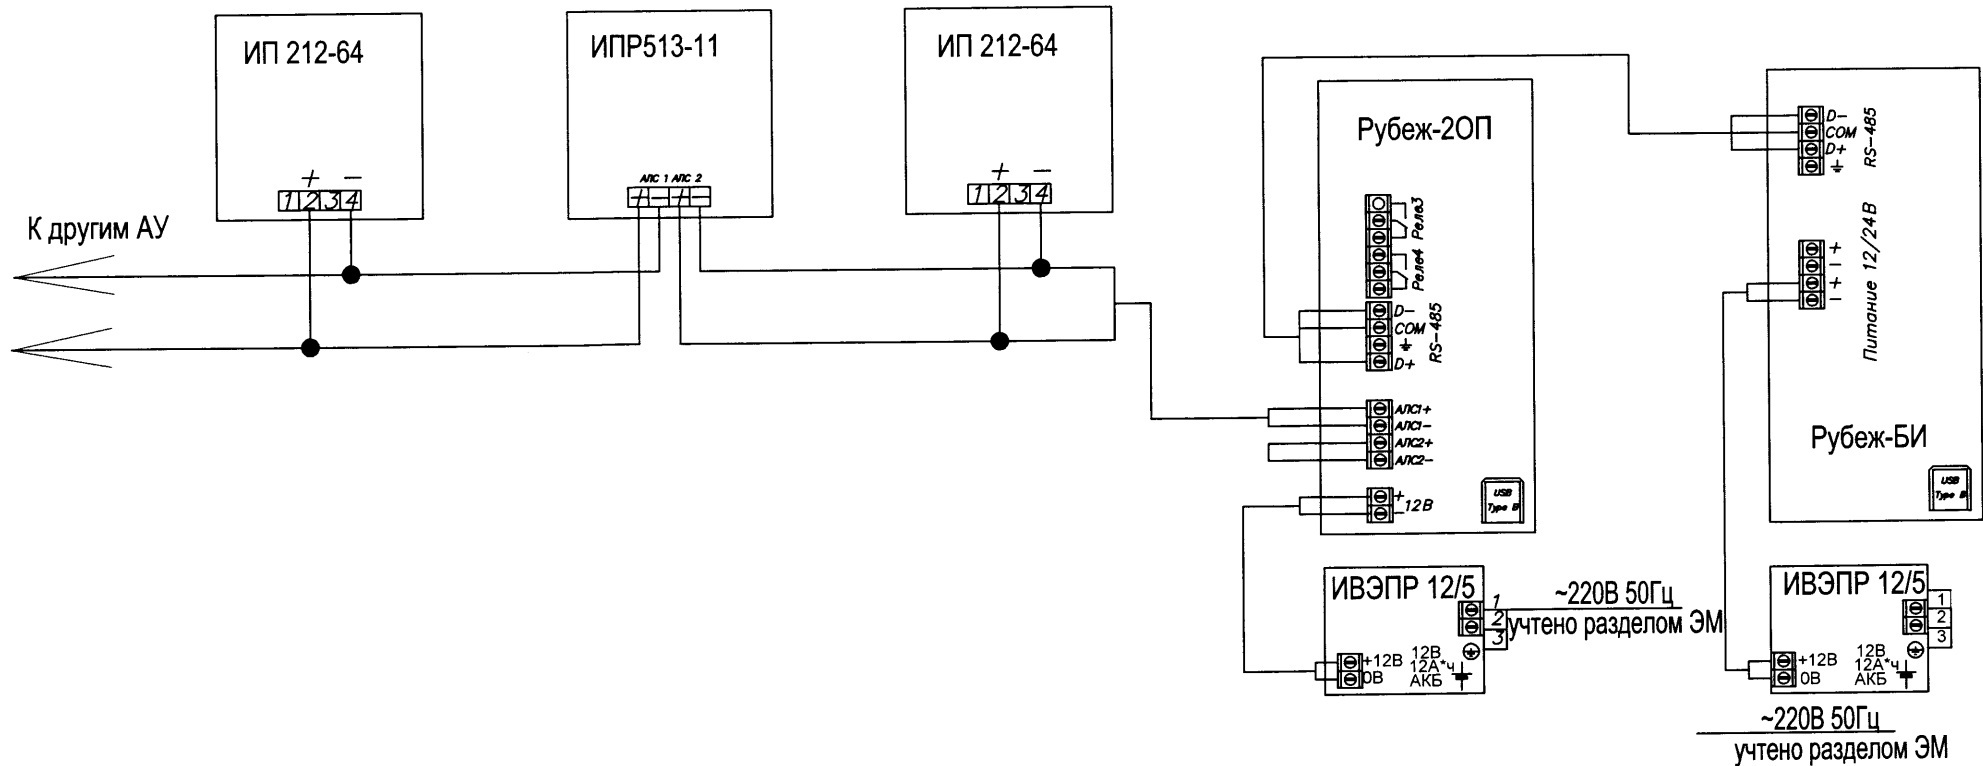 ИП 212-64
+ −
1 2 3 4
ИПР513-11
АЛС 1 АЛС 2
+ − + −
ИП 212-64
+ −
1 2 3 4
К другим АУ
Рубеж-2ОП
Реле3
Реле4
D-
COM
D+
RS-485
АЛС1+
АЛС1-
АЛС2+
АЛС2-
+
−
12В
USB
Type B
D-
COM
D+
RS-485
+
−
+
−
Питание 12/24В
Рубеж-БИ
USB
Type B
ИВЭПР 12/5
1
2
3
+12В
0В
12В
12А*ч
АКБ
~220В 50Гц
учтено разделом ЭМ
ИВЭПР 12/5
1
2
3
+12В
0В
12В
12А*ч
АКБ
~220В 50Гц
учтено разделом ЭМ